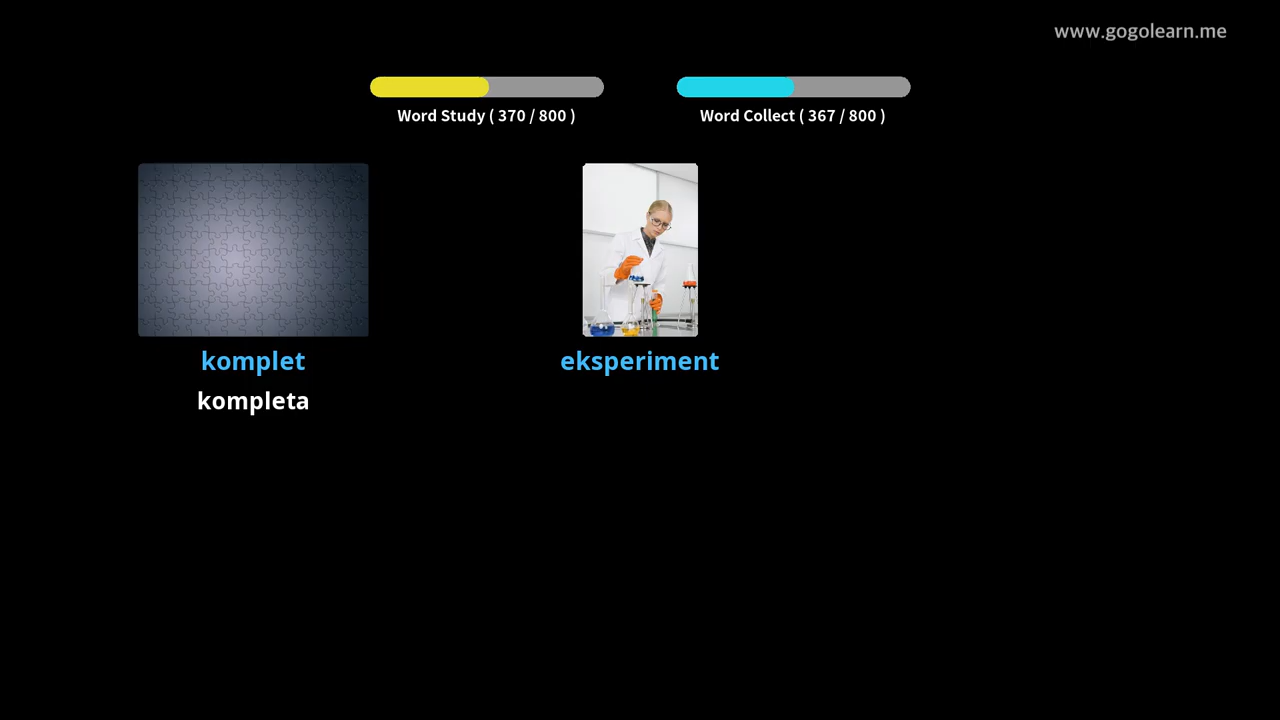 www.gogolearn.me
Word Study ( 370 / 800 )
Word Collect ( 367 / 800 )
komplet
kompleta
eksperiment